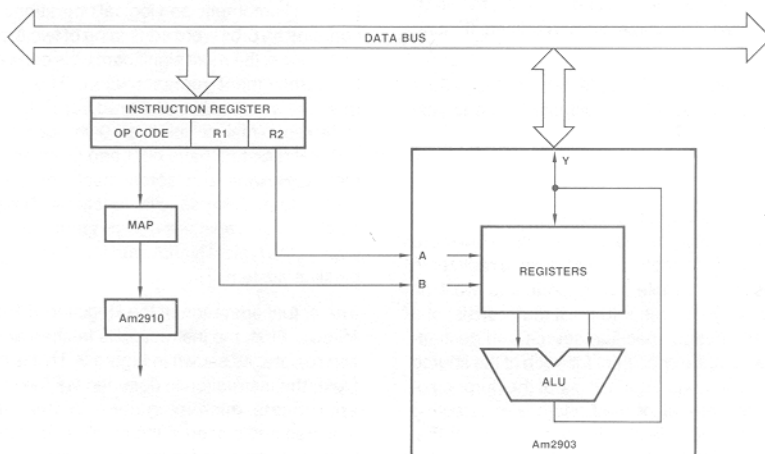 DATA BUS
INSTRUCTION REGISTER
OP CODE R1 R2
Y
MAP
A
B
REGISTERS
Am2910
ALU
Am2903